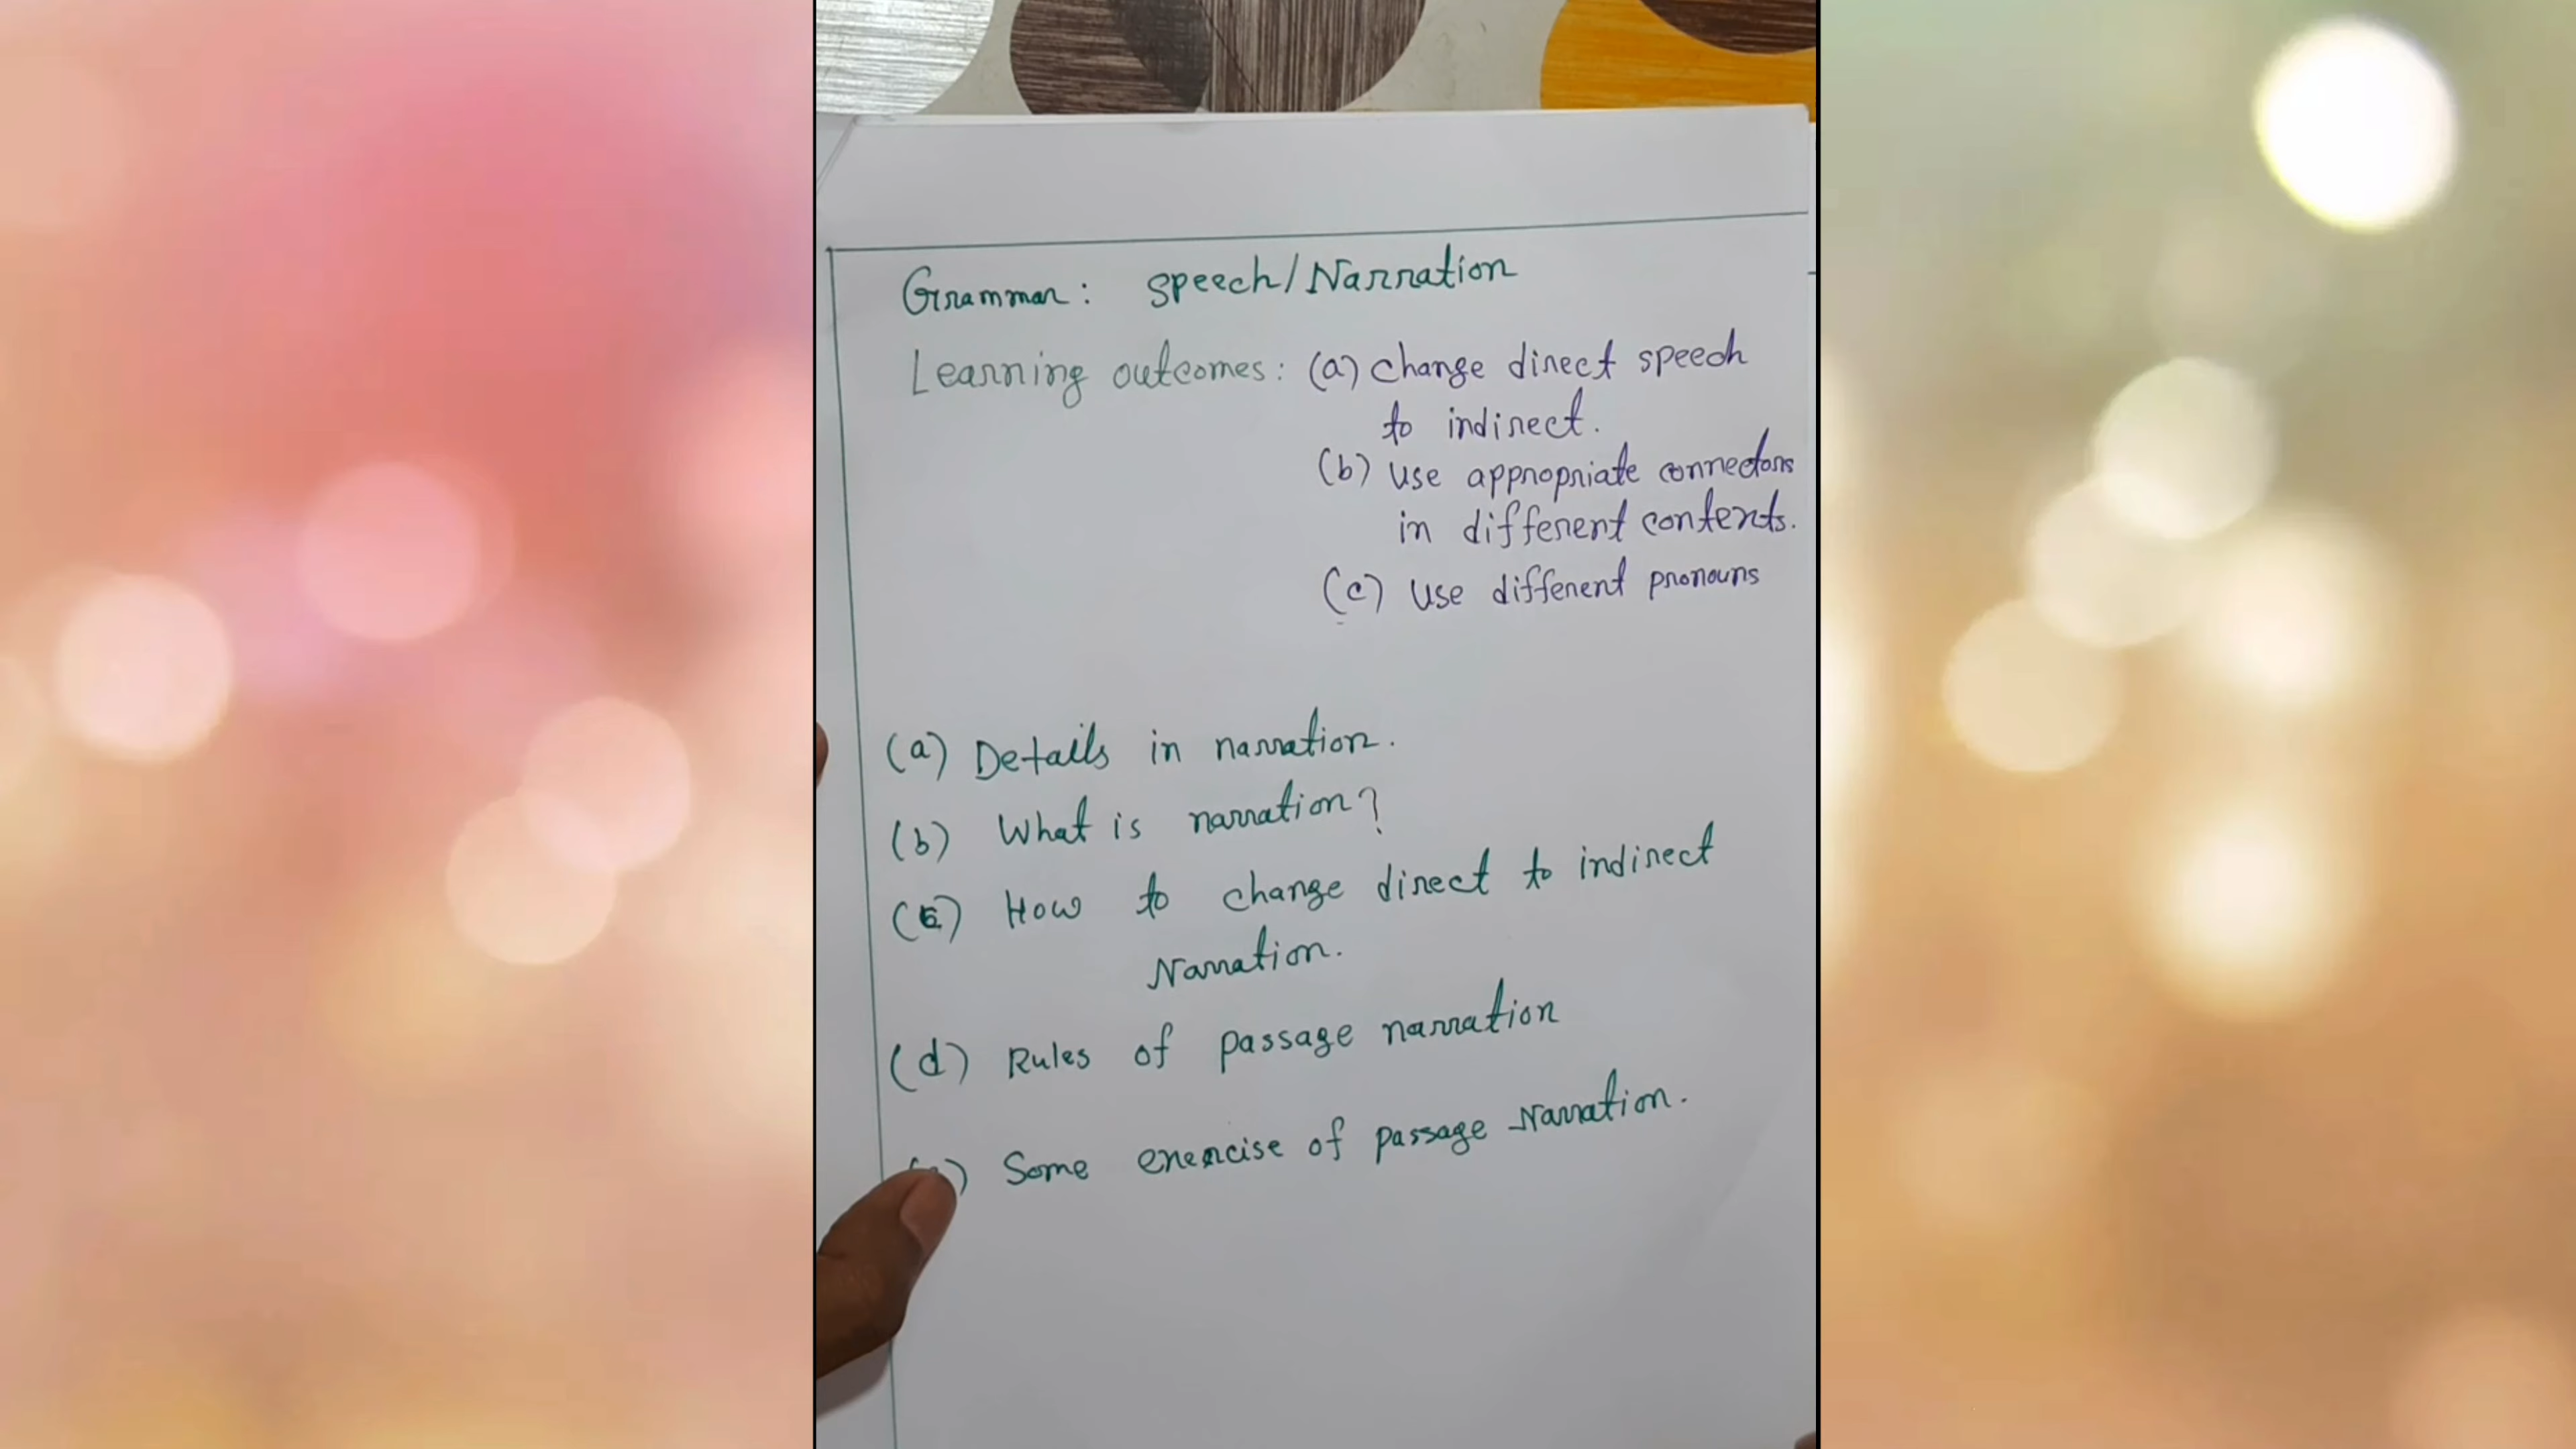 Grammar: speech/Narration
Learning outcomes: (a) change direct speech
to indirect.
(b) use appropriate connectors
in different contexts.
(c) use different pronouns
(a) Details in narration.
(b) What is narration?
(c) How to change direct to indirect
Narration.
(d) Rules of passage narration
Some exercise of passage Narration.